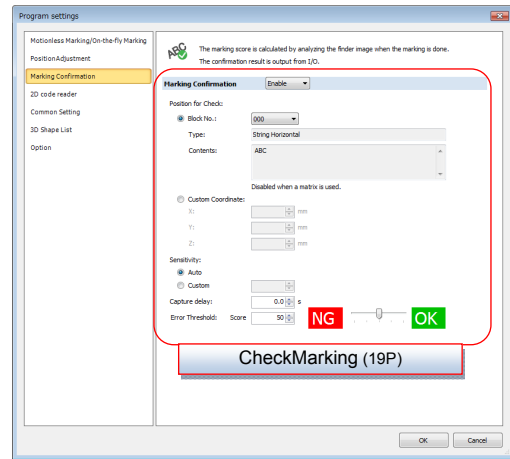 Program settings
Motionless Marking/On-the-fly Marking
PositionAdjustment
Marking Confirmation
2D code reader
Common Setting
3D Shape List
Option
ABC
The marking score is calculated by analyzing the finder image when the marking is done.
The confirmation result is output from I/O.
Marking Confirmation Enable
Position for Check:
Block No.: 000
Type: String Horizontal
Contents: ABC
Disabled when a matrix is used.
Custom Coordinate:
X: mm
Y: mm
Z: mm
Sensitivity:
Auto
Custom
Capture delay: 0.0 s
Error Threshold: Score 50 NG OK
CheckMarking (19P)
OK Cancel